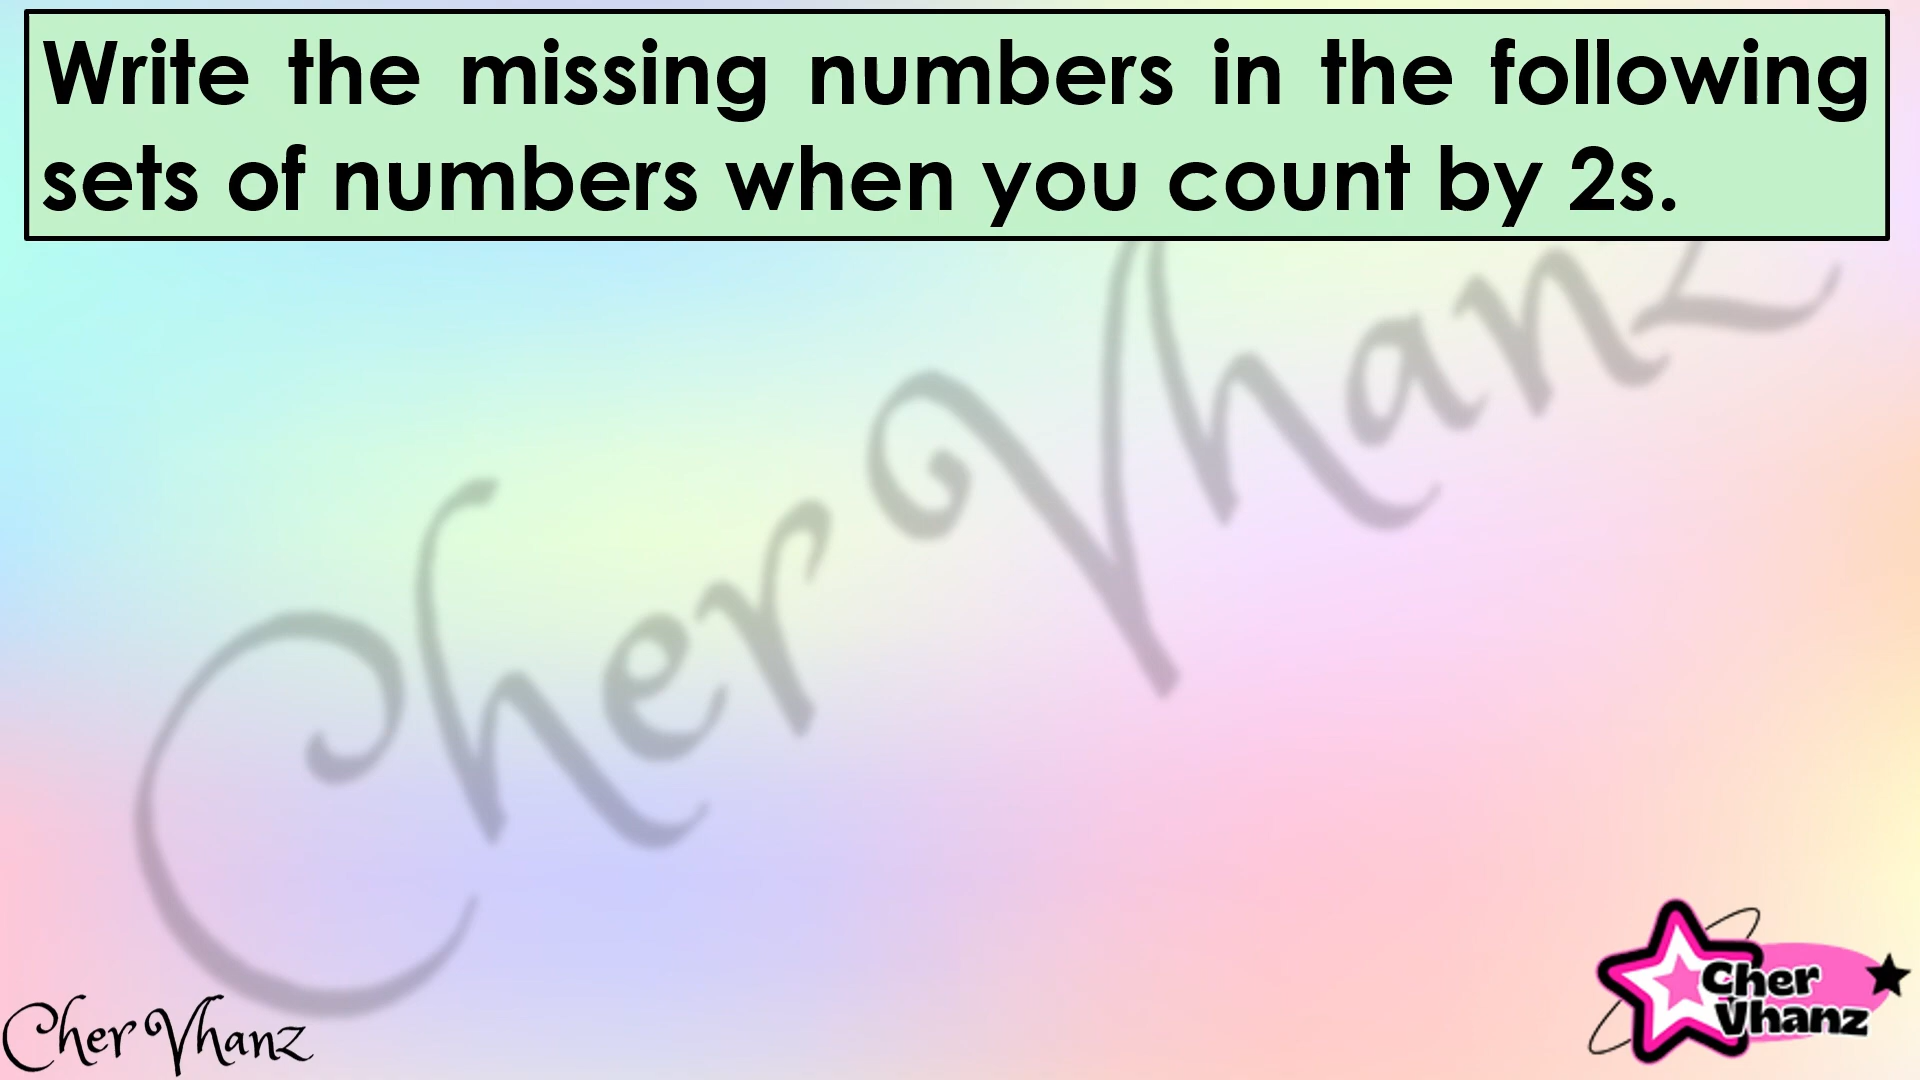 Write the missing numbers in the following
sets of numbers when you count by 2s.
Cher Vhanz
Cher Vhanz
Cher
Vhanz